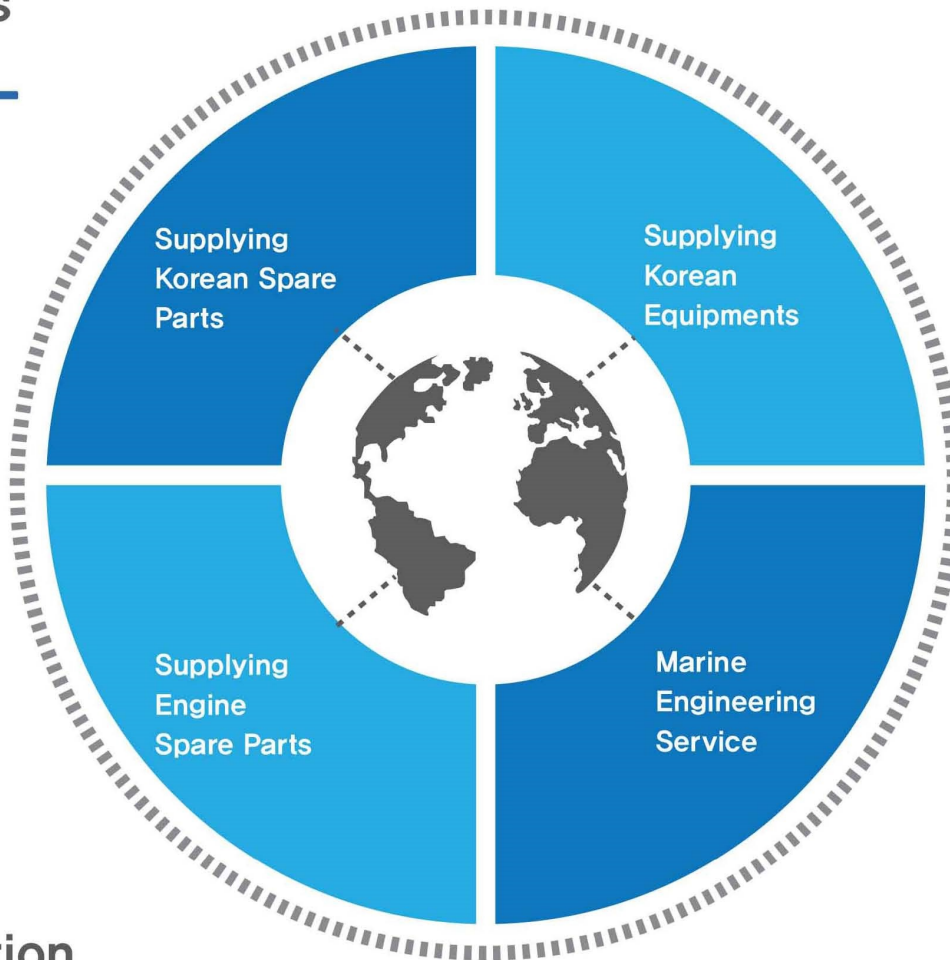 Supplying
Korean Spare
Parts
Supplying
Korean
Equipments
Supplying
Engine
Spare Parts
Marine
Engineering
Service